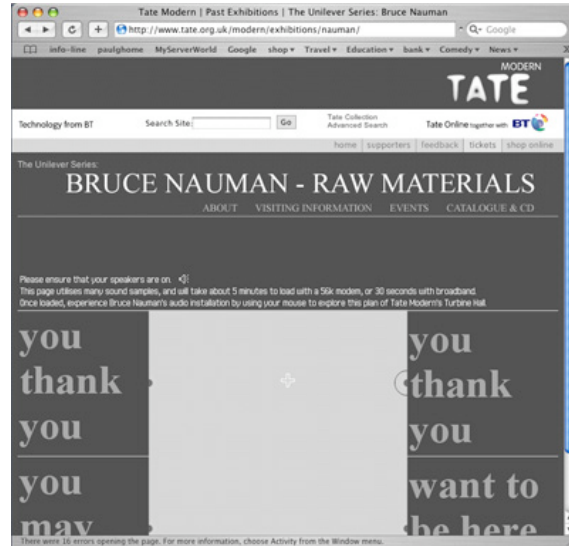 Tate Modern | Past Exhibitions | The Unilever Series: Bruce Nauman
http://www.tate.org.uk/modern/exhibitions/nauman/
Google
info-line paulghome MyServerWorld Google shop Travel Education bank Comedy News
MODERN
TATE
Technology from BT Search Site: Go Tate Collection Advanced Search Tate Online together with BT
home supporters feedback tickets shop online
The Unilever Series:
BRUCE NAUMAN - RAW MATERIALS
ABOUT VISITING INFORMATION EVENTS CATALOGUE & CD
Please ensure that your speakers are on.
This page utilises many sound samples, and will take about 5 minutes to load with a 56k modem, or 30 seconds with broadband.
Once loaded, experience Bruce Nauman's audio installation by using your mouse to explore this plan of Tate Modern's Turbine Hall.
you you
thank thank
you you
you want to
may be here
There were 16 errors opening the page. For more information, choose Activity from the Window menu.